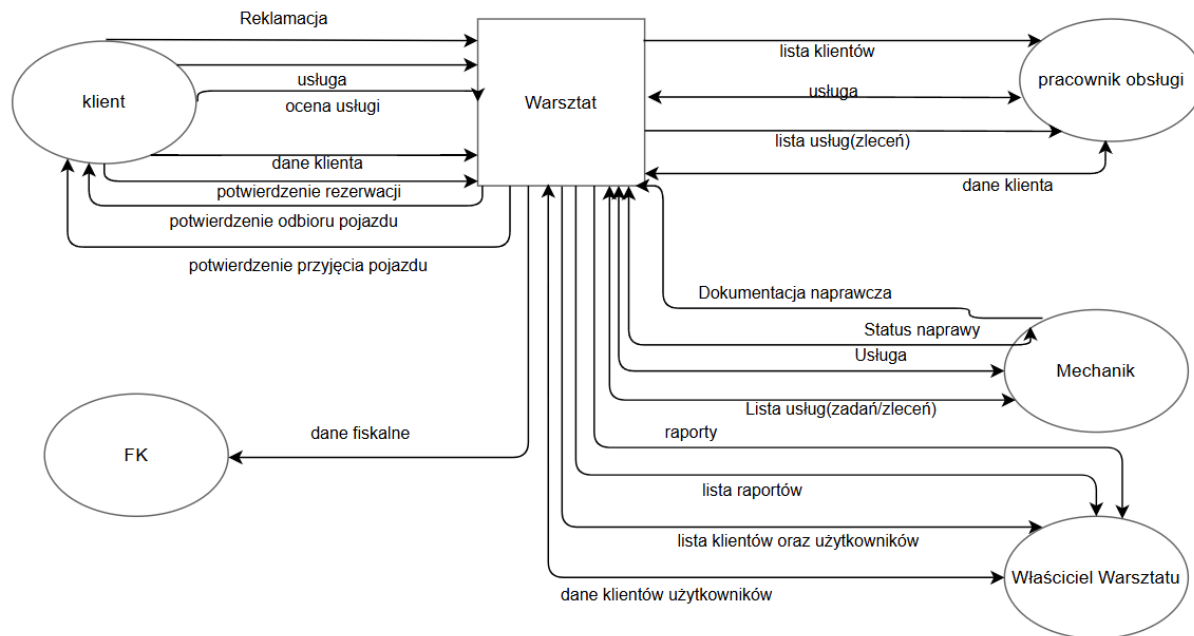 Reklamacja
klient
usługa
ocena usługi
dane klienta
potwierdzenie rezerwacji
potwierdzenie odbioru pojazdu
potwierdzenie przyjęcia pojazdu
Warsztat
lista klientów
pracownik obsługi
usługa
lista usług(zleceń)
dane klienta
Dokumentacja naprawcza
Status naprawy
Usługa
Mechanik
Lista usług(zadań/zleceń)
FK
dane fiskalne
raporty
lista raportów
lista klientów oraz użytkowników
Właściciel Warsztatu
dane klientów użytkowników